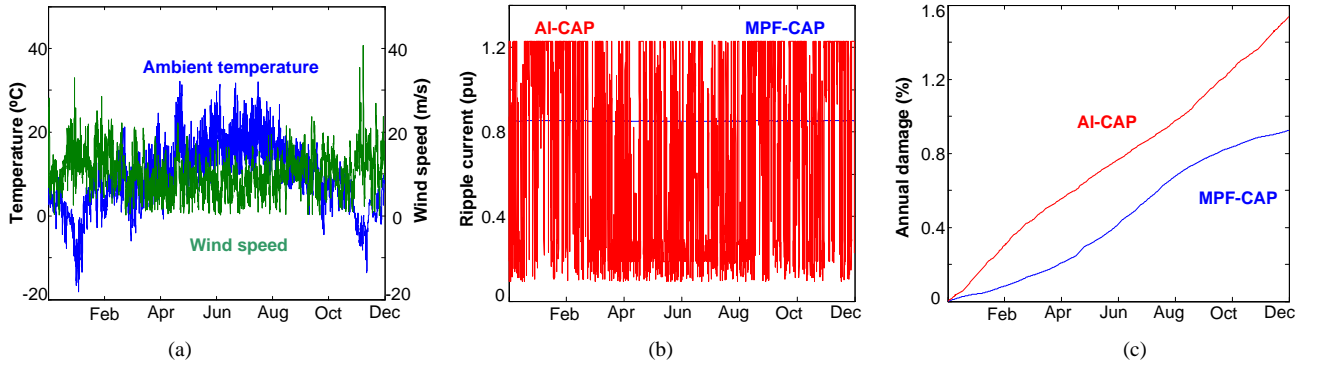 Temperature (ºC)
40
20
0
-20
Ambient temperature
Wind speed
Feb Apr Jun Aug Oct Dec
40
20
0
-20
Wind speed (m/s)
(a)
Ripple current (pu)
1.2
0.8
0.4
0
AI-CAP
MPF-CAP
Feb Apr Jun Aug Oct Dec
(b)
Annual damage (%)
1.6
1.2
0.8
0.4
0
AI-CAP
MPF-CAP
Feb Apr Jun Aug Oct Dec
(c)